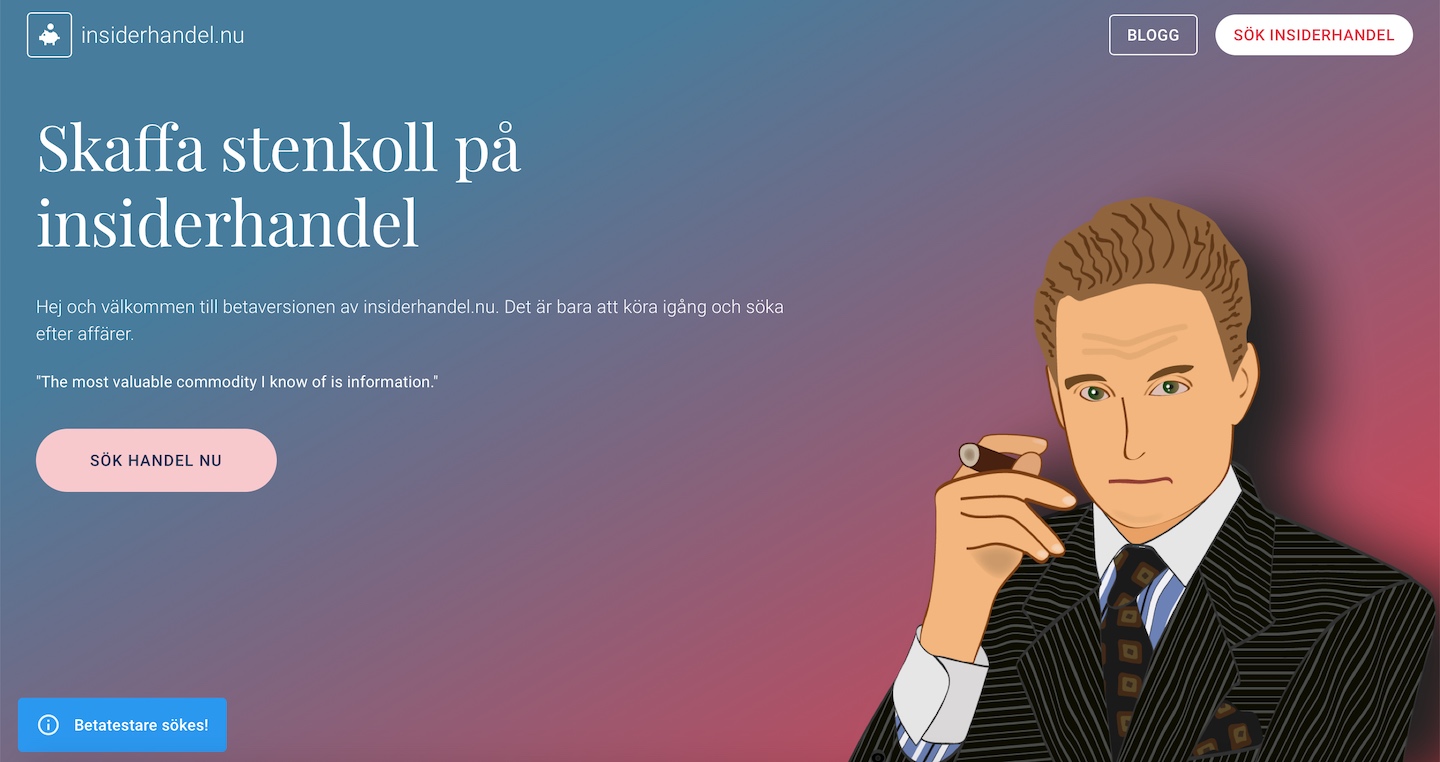 insiderhandel.nu
BLOGG
SÖK INSIDERHANDEL
Skaffa stenkoll på
insiderhandel
Hej och välkommen till betaversionen av insiderhandel.nu. Det är bara att köra igång och söka
efter affärer.
"The most valuable commodity I know of is information."
SÖK HANDEL NU
Betatestare sökes!